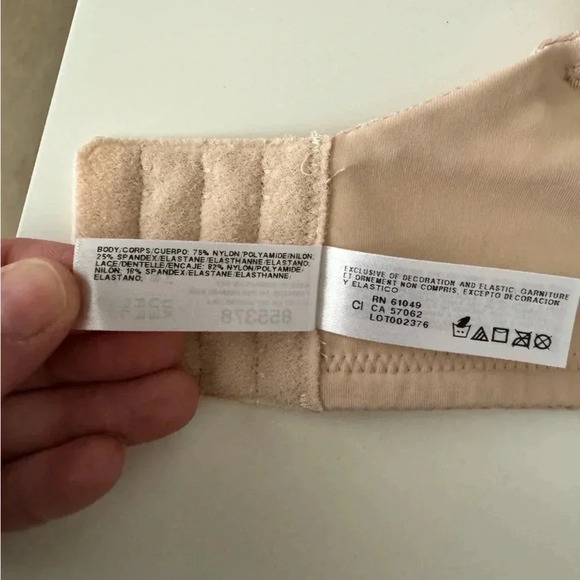 BODY/CORPS/CUERPO: 75% NYLON/POLYAMIDE/NILON;
25% SPANDEX/ELASTANE/ELASTHANNE/ELASTANO;
LACE/DENTELLE/ENCAJE: 82% NYLON/POLYAMIDE/
NILON; 18% SPANDEX/ELASTANE/ELASTHANNE/
ELASTANO;
855378
EXCLUSIVE OF DECORATION AND ELASTIC, GARNITURE
ET ORNEMENT NON COMPRIS, EXCEPTO DECORACION
Y ELASTICO
RN 61049
CI CA 57062
LOT002376